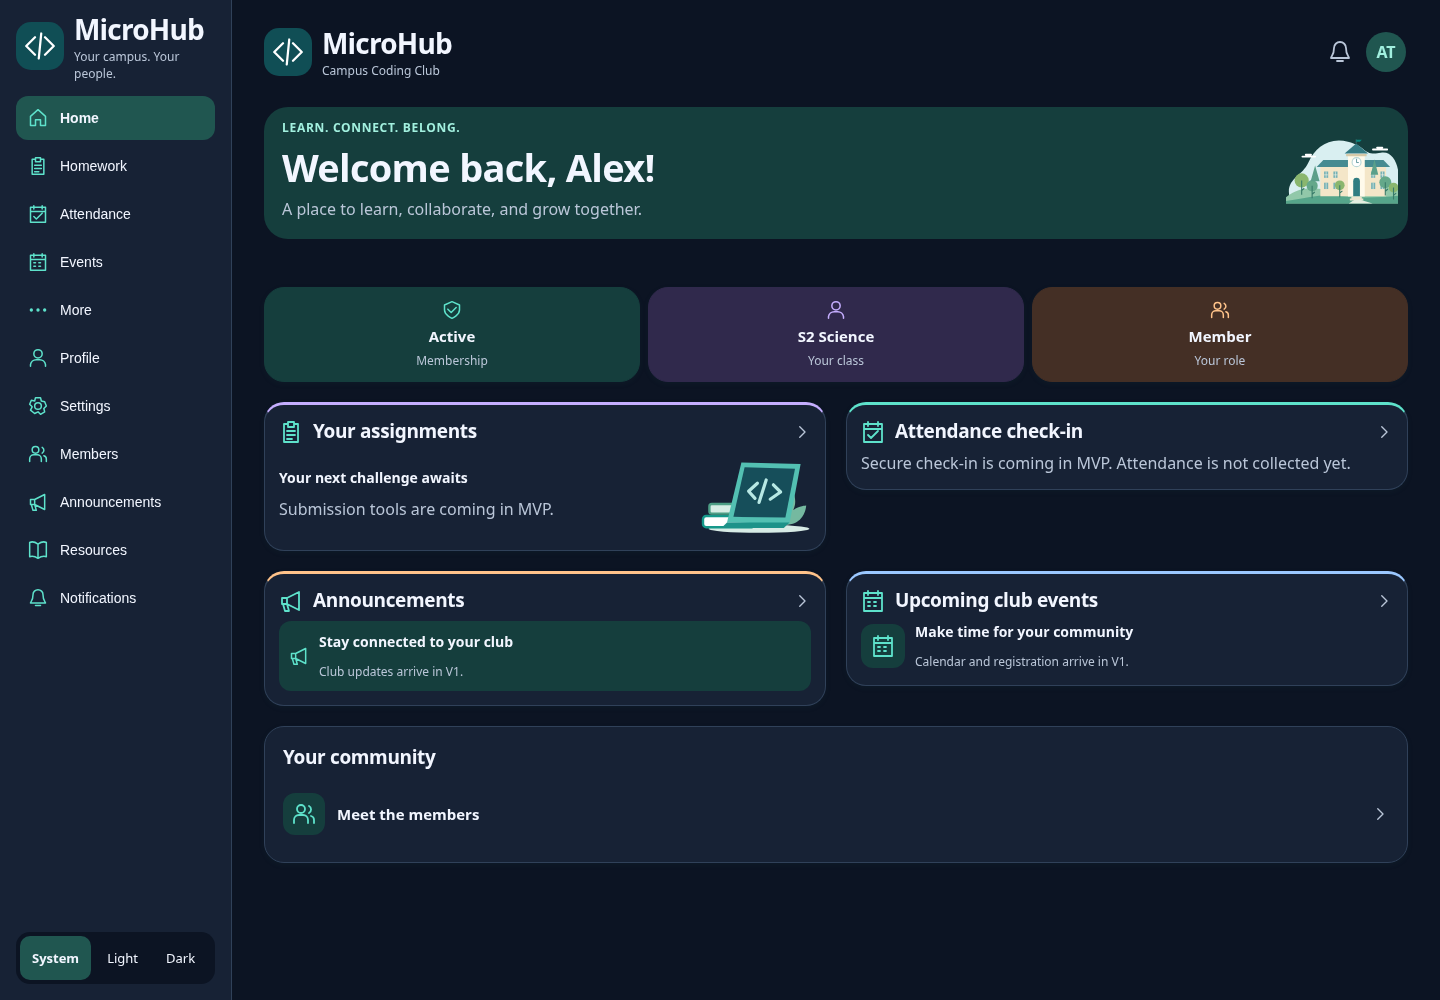 MicroHub
Your campus. Your
people.
Home
Homework
Attendance
Events
More
Profile
Settings
Members
Announcements
Resources
Notifications
System
Light
Dark
MicroHub
Campus Coding Club
AT
LEARN. CONNECT. BELONG.
Welcome back, Alex!
A place to learn, collaborate, and grow together.
Active
Membership
S2 Science
Your class
Member
Your role
Your assignments
Your next challenge awaits
Submission tools are coming in MVP.
Attendance check-in
Secure check-in is coming in MVP. Attendance is not collected yet.
Announcements
Stay connected to your club
Club updates arrive in V1.
Upcoming club events
Make time for your community
Calendar and registration arrive in V1.
Your community
Meet the members